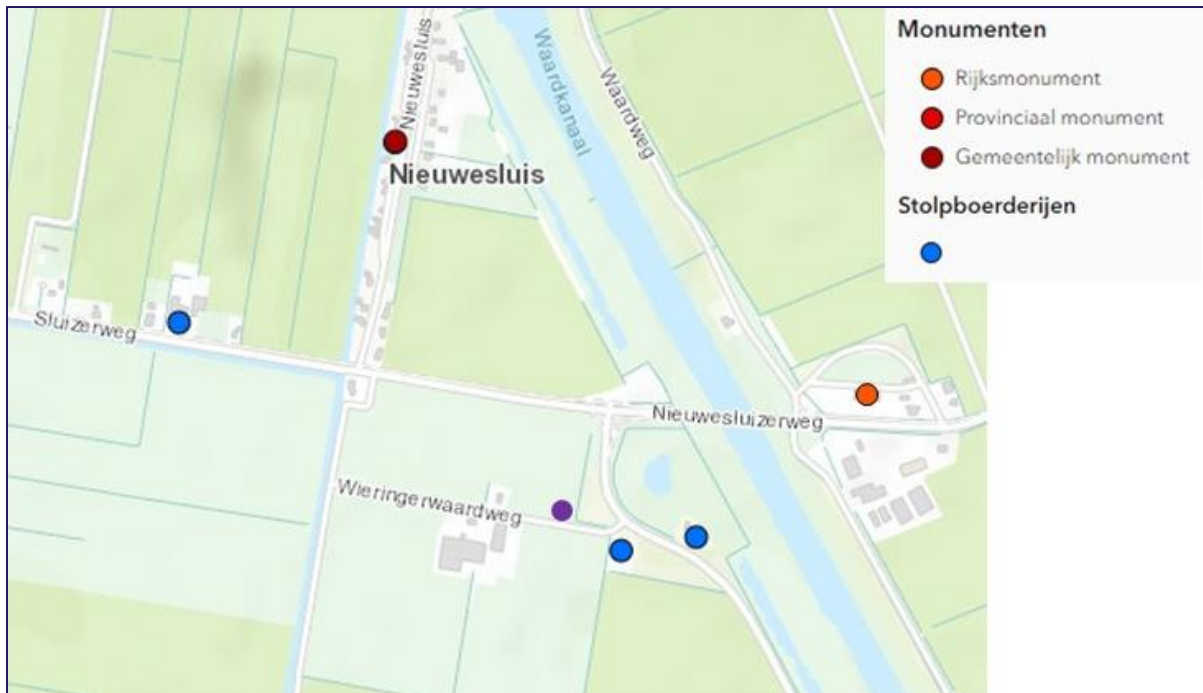 Nieuwesluis
Waardkanaal
Waardweg
Nieuwesluis
Sluizerweg
Nieuwesluizerweg
Wieringerwaardweg
Monumenten
Rijksmonument
Provinciaal monument
Gemeentelijk monument
Stolpboerderijen